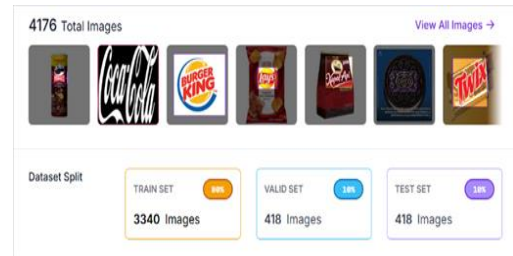 4176 Total Images
View All Images →
Coca-Cola
BURGER
KING
Lay's
Twix
Dataset Split
TRAIN SET
80%
VALID SET
10%
TEST SET
10%
3340 Images
418 Images
418 Images